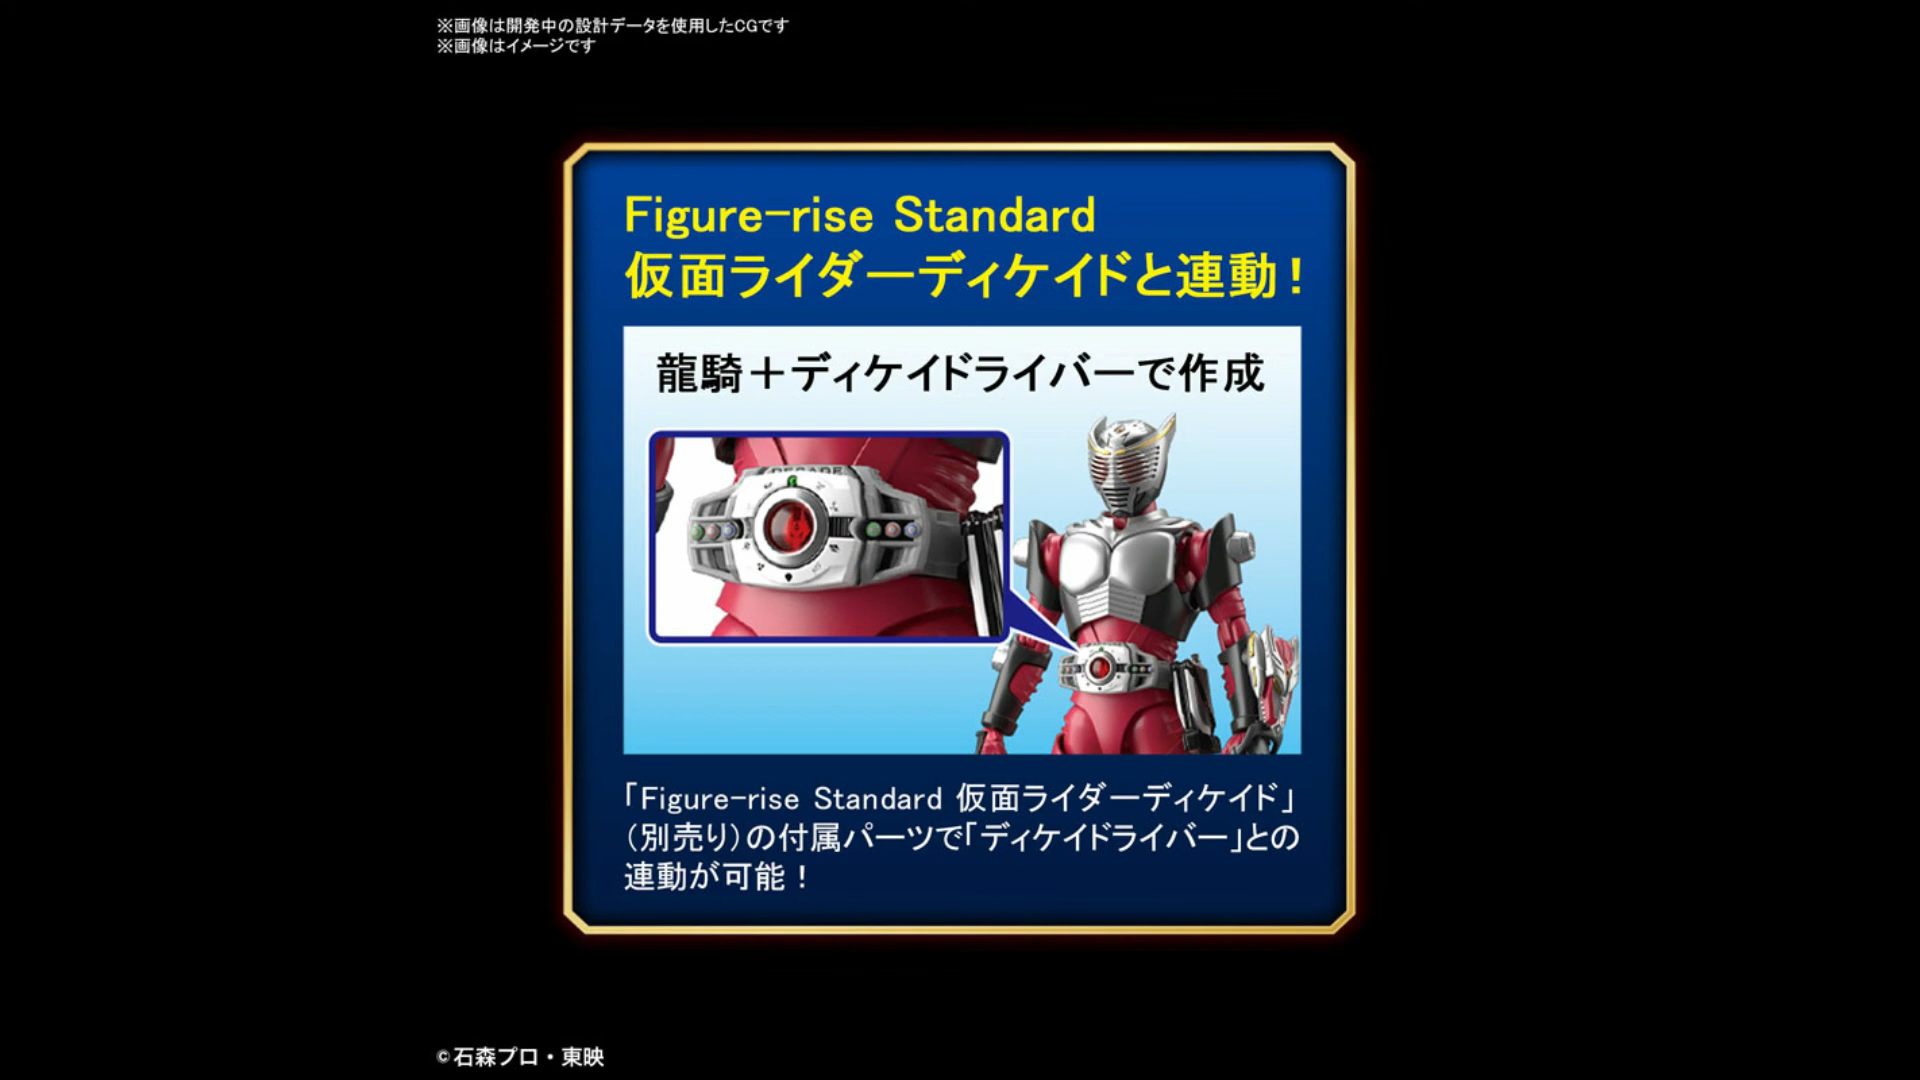 ※画像は開発中の設計データを使用したCGです
※画像はイメージです
Figure-rise Standard
仮面ライダーディケイドと連動!
龍騎＋ディケイドライバーで作成
DECADE
「Figure-rise Standard 仮面ライダーディケイド」
(別売り)の付属パーツで「ディケイドライバー」との
連動が可能!
©石森プロ・東映